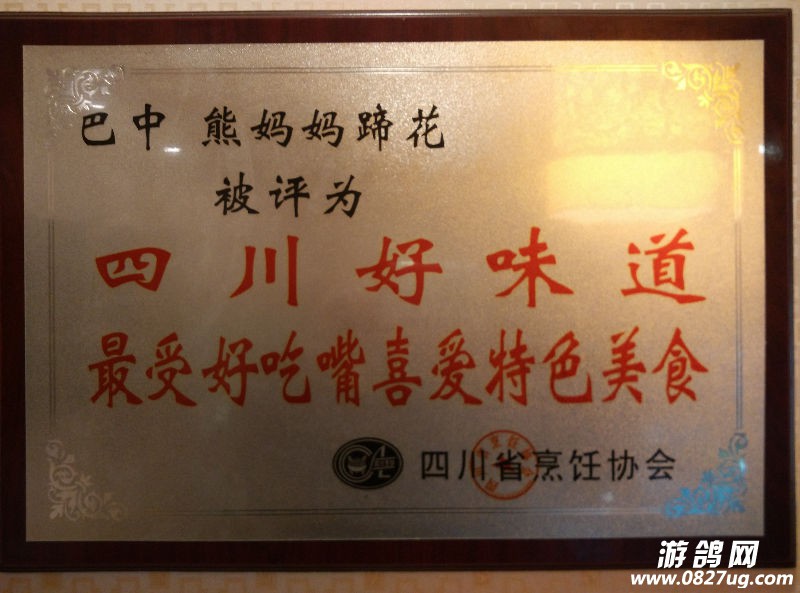 巴中 熊妈妈蹄花
被评为
四川好味道
最受好吃嘴喜爱特色美食
四川省烹饪协会
游鸽网
www.0827ug.com